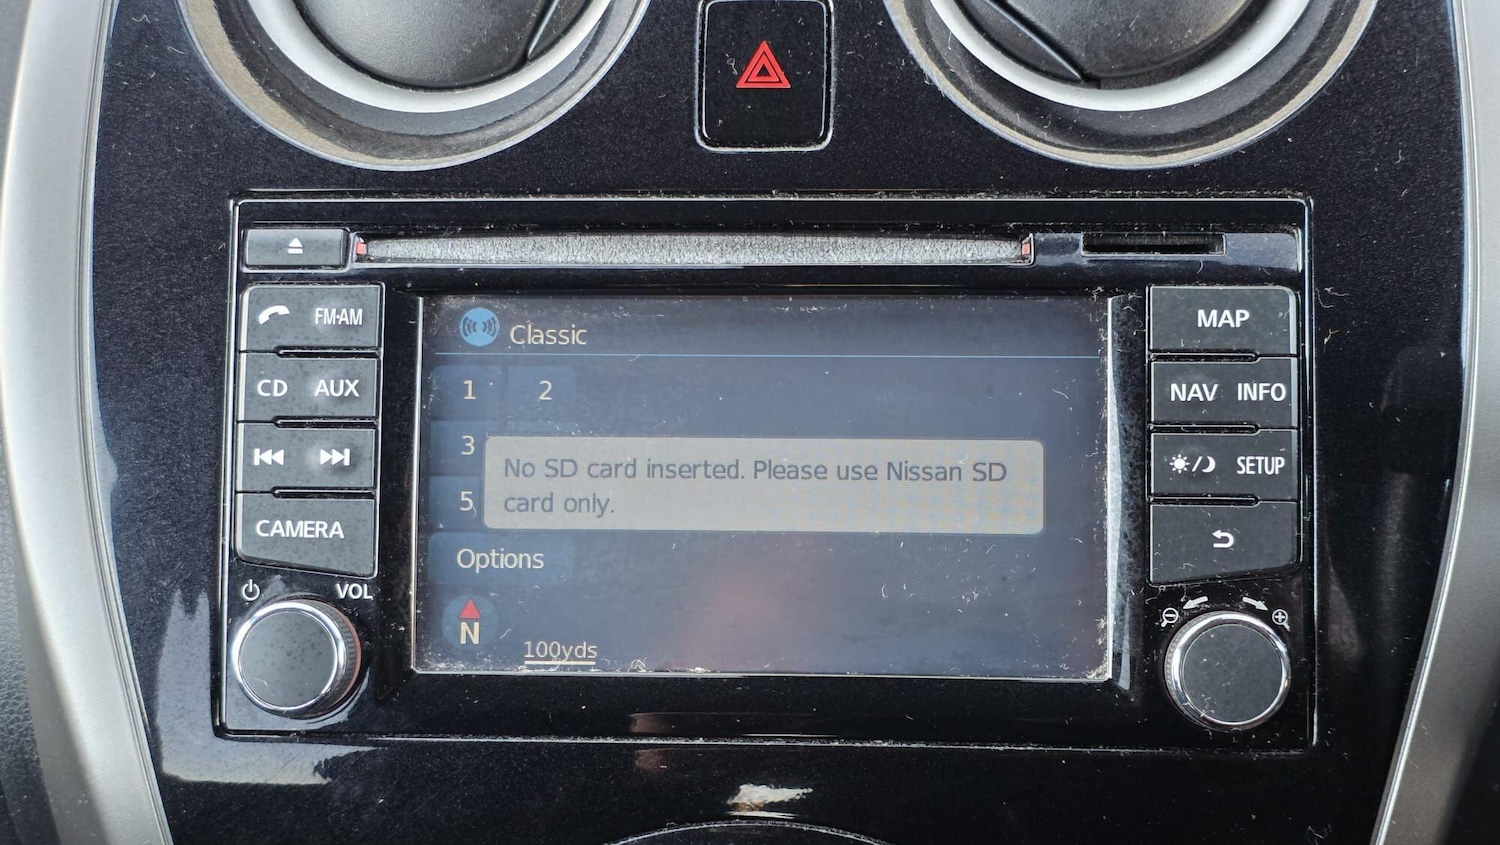 FM·AM
CD AUX
CAMERA
VOL
Classic
1 2
3
5
No SD card inserted. Please use Nissan SD
card only.
Options
N
100yds
MAP
NAV INFO
SETUP